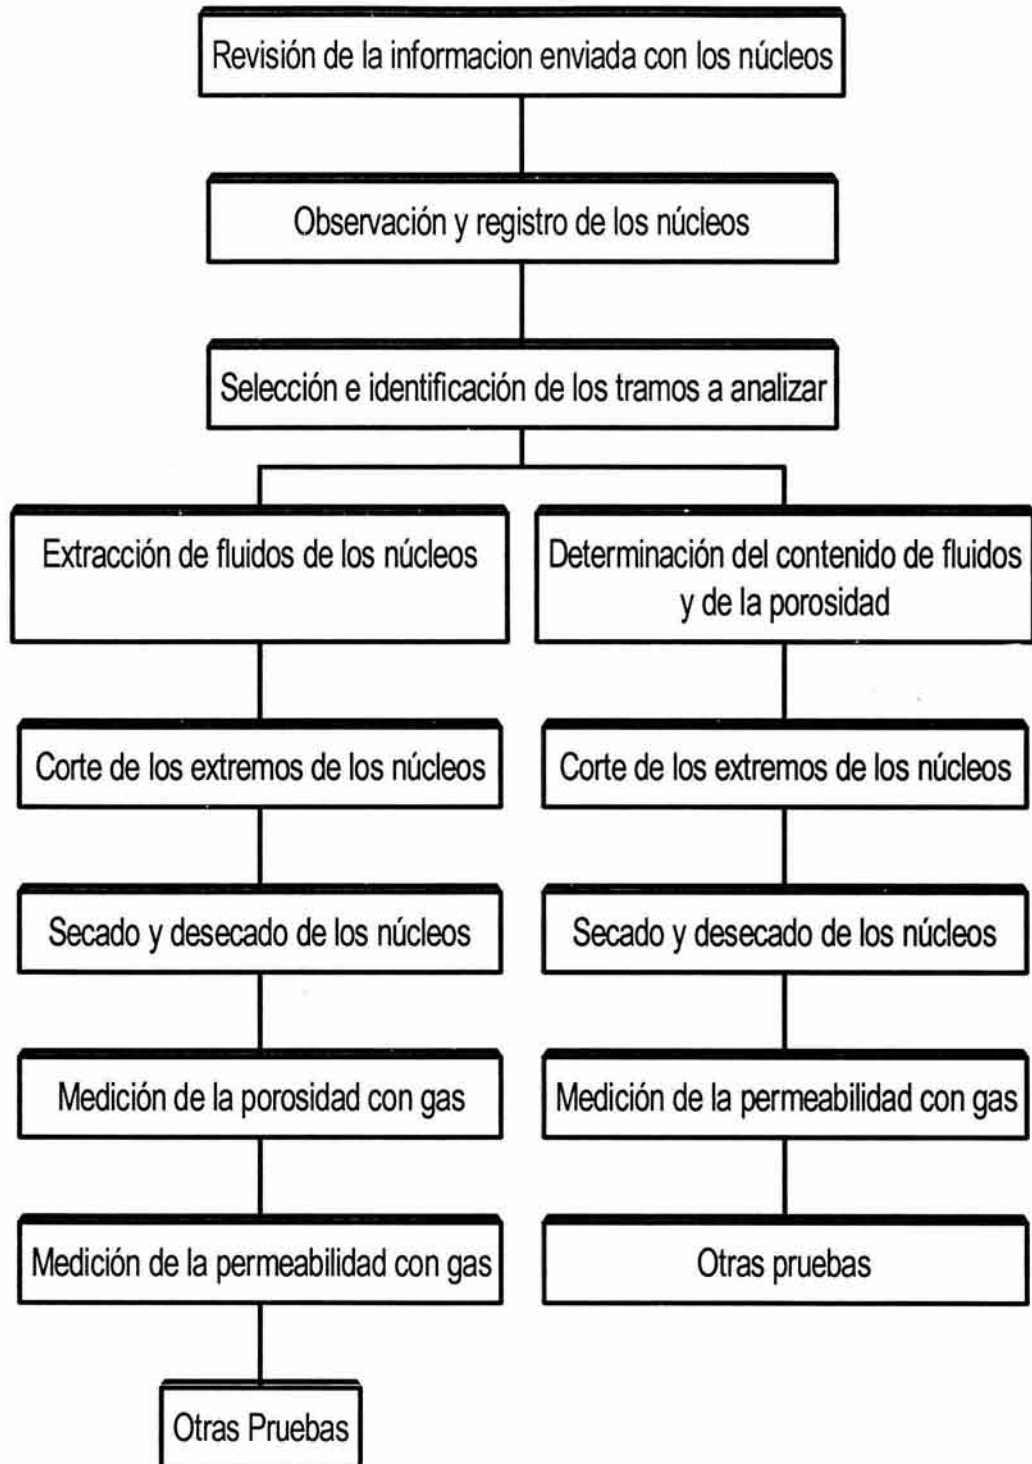 Revisión de la informacion enviada con los núcleos
Observación y registro de los núcleos
Selección e identificación de los tramos a analizar
Extracción de fluidos de los núcleos
Determinación del contenido de fluidos
y de la porosidad
Corte de los extremos de los núcleos
Corte de los extremos de los núcleos
Secado y desecado de los núcleos
Secado y desecado de los núcleos
Medición de la porosidad con gas
Medición de la permeabilidad con gas
Medición de la permeabilidad con gas
Otras pruebas
Otras Pruebas